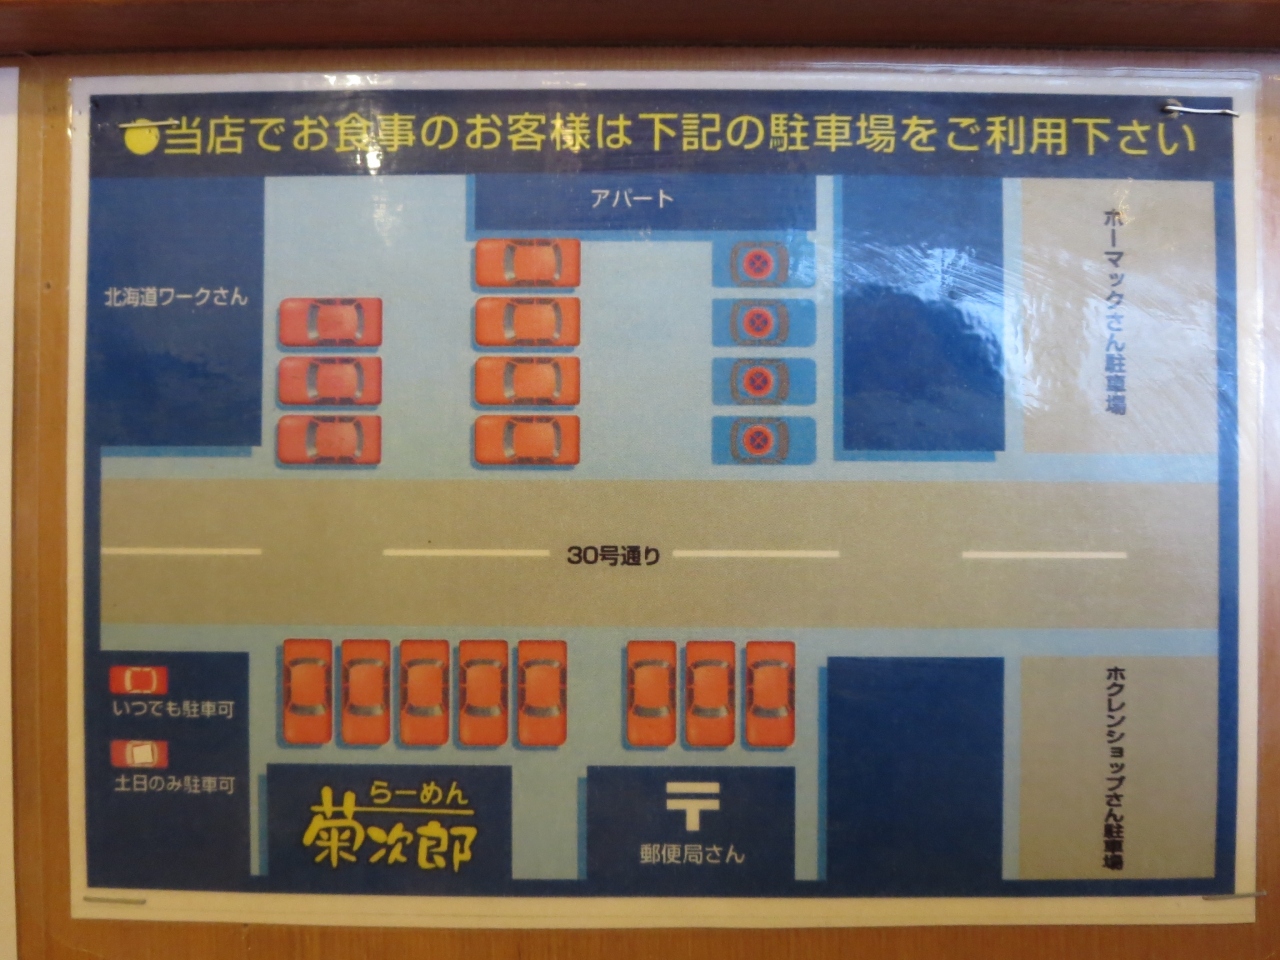 ●当店でお食事のお客様は下記の駐車場をご利用下さい
アパート
北海道ワークさん
ホーマックさん駐車場
30号通り
いつでも駐車可
土日のみ駐車可
らーめん
菊次郎
〒
郵便局さん
ホクレンショップさん駐車場